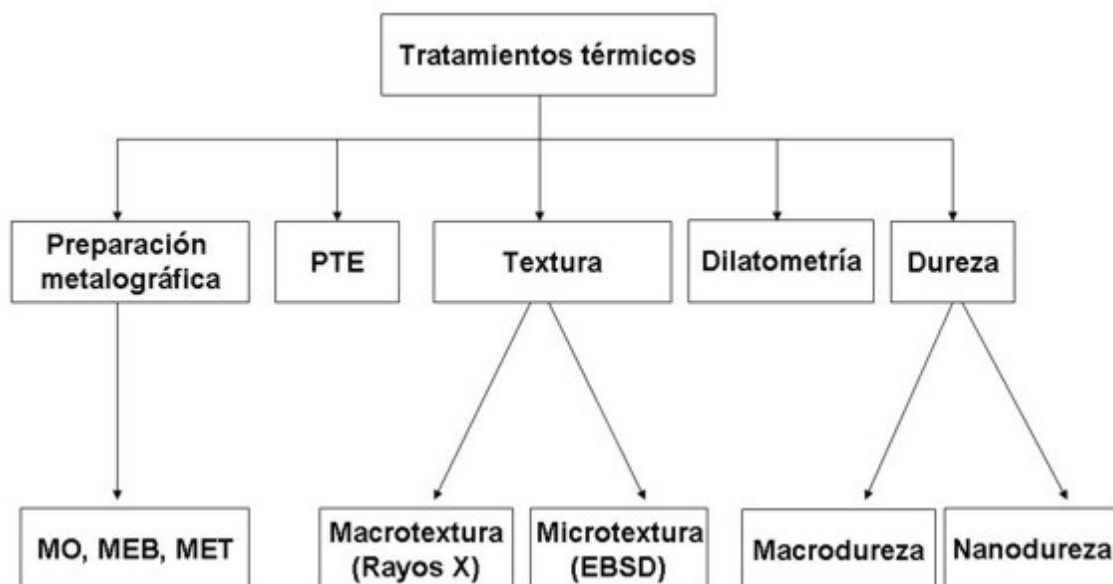 Tratamientos térmicos
Preparación
metalográfica
PTE
Textura
Dilatometría
Dureza
MO, MEB, MET
Macrotextura
(Rayos X)
Microtextura
(EBSD)
Macrodureza
Nanodureza